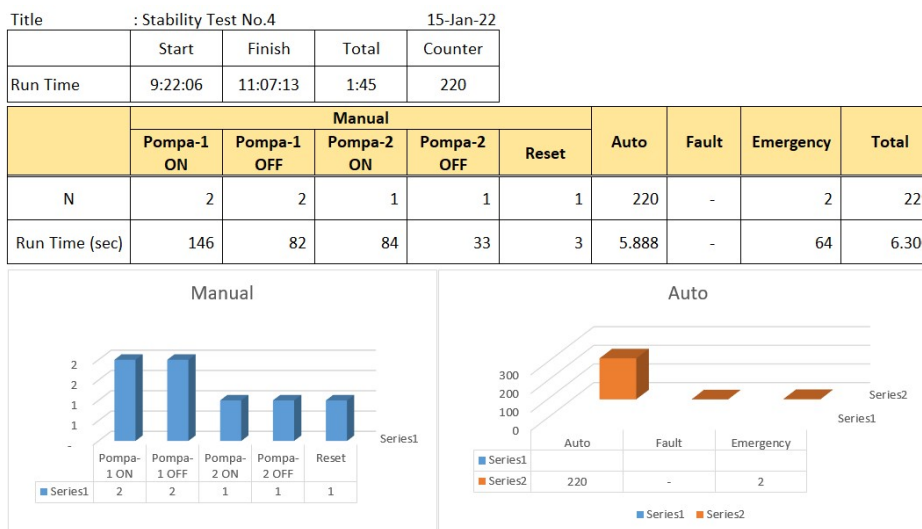 Title : Stability Test No.4 15-Jan-22
Start Finish Total Counter
Run Time 9:22:06 11:07:13 1:45 220
Manual
Pompa-1 ON Pompa-1 OFF Pompa-2 ON Pompa-2 OFF Reset Auto Fault Emergency Total
N 2 2 1 1 1 220 - 2 22
Run Time (sec) 146 82 84 33 3 5.888 - 64 6.30
Manual
2
2
1
1
-
Series1
Pompa-1 ON Pompa-1 OFF Pompa-2 ON Pompa-2 OFF Reset
Series1 2 2 1 1 1
Auto
300
200
100
0
Series2
Series1
Auto Fault Emergency
Series1
Series2 220 - 2
Series1 Series2